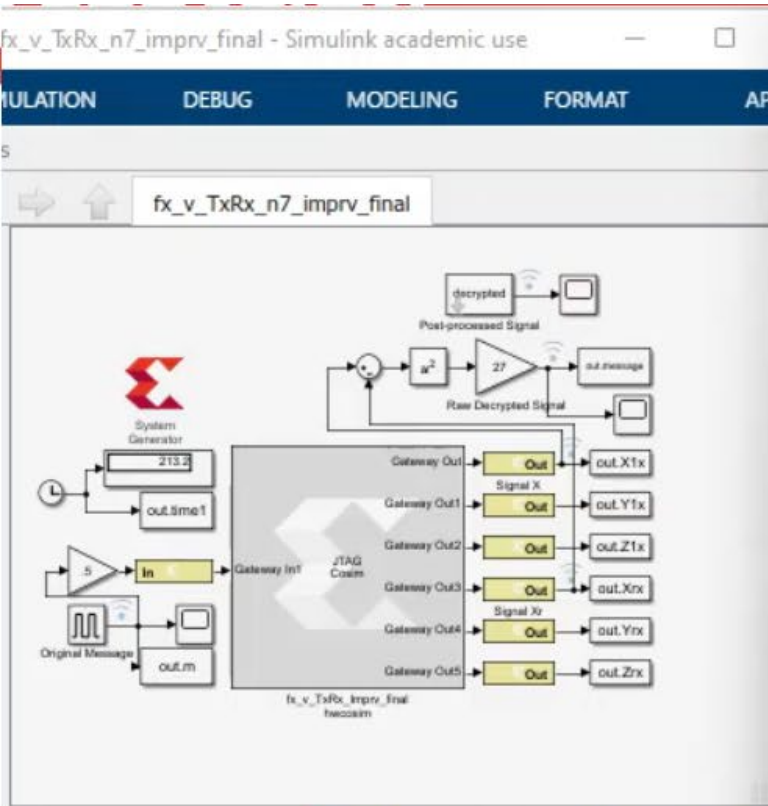 fx_v_TxRx_n7_imprv_final - Simulink academic use
MULATION DEBUG MODELING FORMAT AP
s
fx_v_TxRx_n7_imprv_final
decrypted
Post-processed Signal
27
out.message
Raw Decrypted Signal
System
Generator
213.2
out.time1
.5
In
Gateway In1
JTAG
Cosim
Original Message
out.m
Gateway Out Out out.X1x
Signal X
Gateway Out1 Out out.Y1x
Gateway Out2 Out out.Z1x
Gateway Out3 Out out.Xrx
Signal Xr
Gateway Out4 Out out.Yrx
Gateway Out5 Out out.Zrx
fx_v_TxRx_Imprv_final
hwcosim